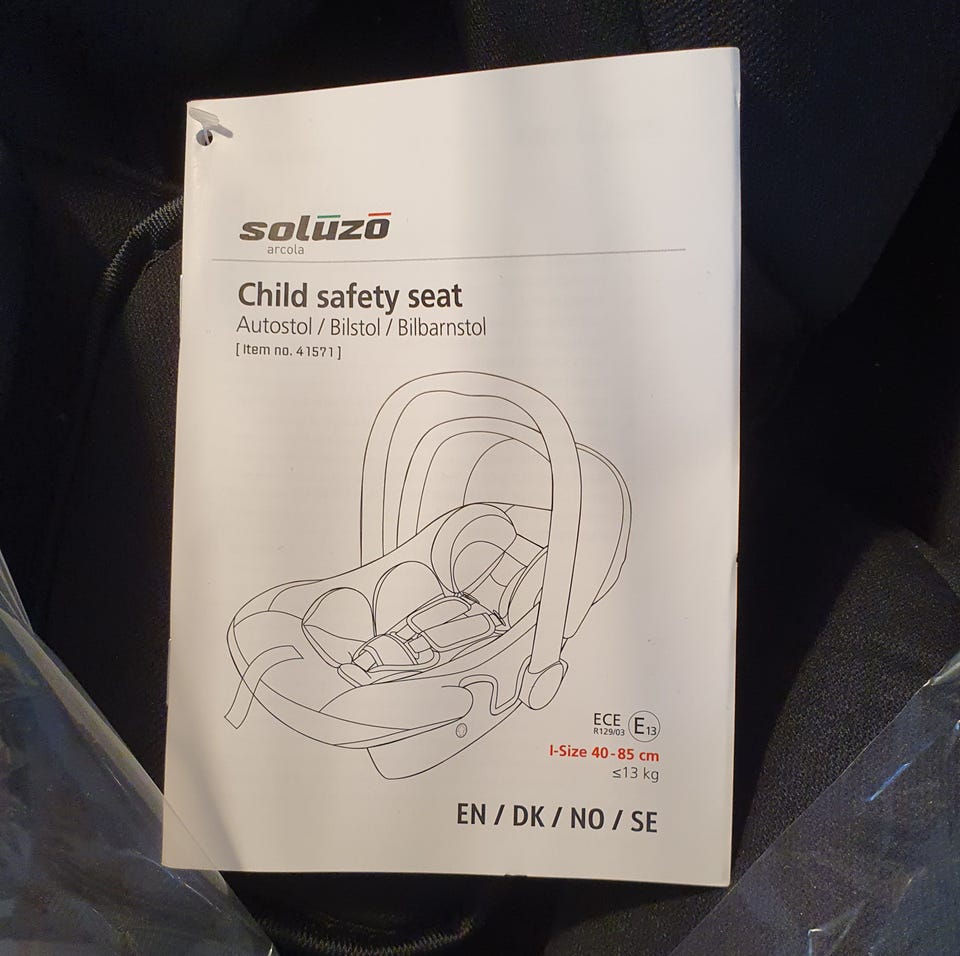 solūzō
arcola
Child safety seat
Autostol / Bilstol / Bilbarnstol
[ Item no. 41571 ]
ECE E13
R129/03
I-Size 40-85 cm
≤13 kg
EN / DK / NO / SE